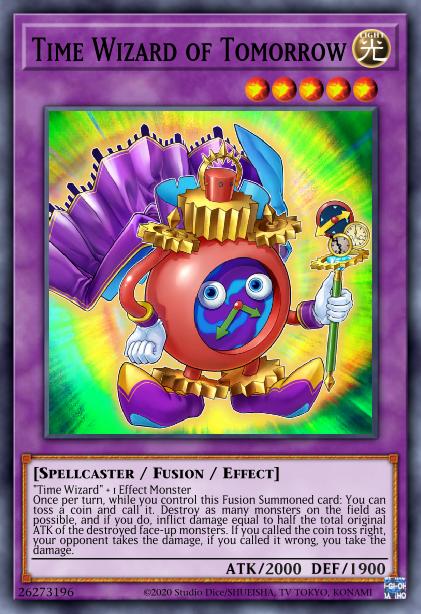 TIME WIZARD OF TOMORROW
LIGHT
光
[SPELLCASTER / FUSION / EFFECT]
"Time Wizard" + 1 Effect Monster
Once per turn, while you control this Fusion Summoned card: You can
toss a coin and call it. Destroy as many monsters on the field as
possible, and if you do, inflict damage equal to half the total original
ATK of the destroyed face-up monsters. If you called the coin toss right,
your opponent takes the damage, if you called it wrong, you take the
damage.
ATK/2000 DEF/1900
26273196 ©2020 Studio Dice/SHUEISHA, TV TOKYO, KONAMI